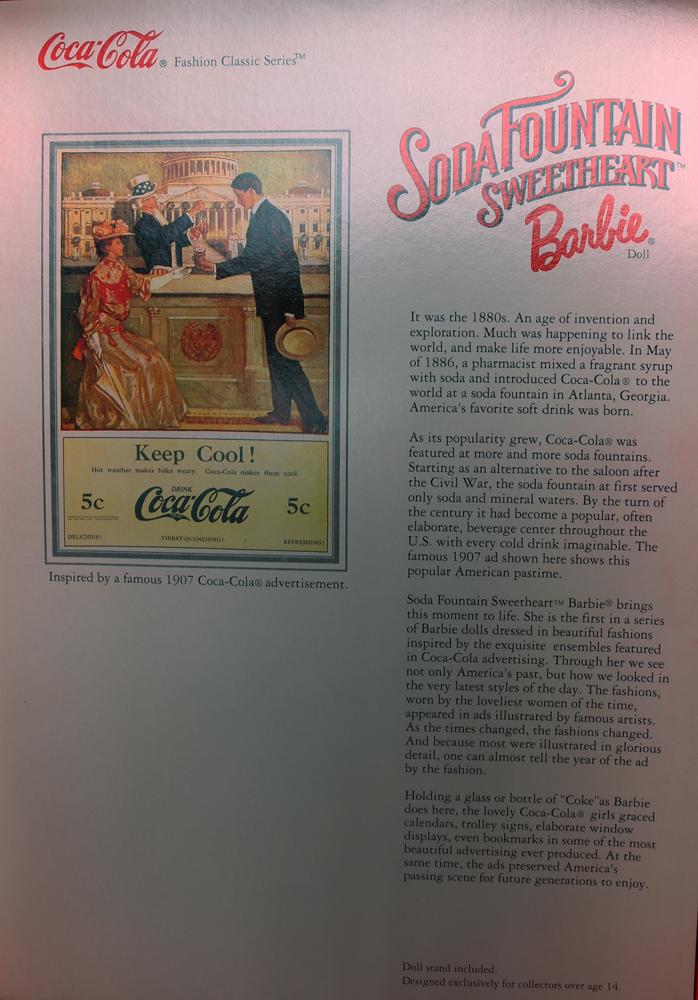 Coca-Cola® Fashion Classic Series™
SODA FOUNTAIN
SWEETHEART™
Barbie®
Doll
Keep Cool!
Hot weather makes folks weary. Coca-Cola makes them cool
DRINK
5c Coca-Cola 5c
DELICIOUS! THIRST-QUENCHING! REFRESHING!
Inspired by a famous 1907 Coca-Cola® advertisement.
It was the 1880s. An age of invention and
exploration. Much was happening to link the
world, and make life more enjoyable. In May
of 1886, a pharmacist mixed a fragrant syrup
with soda and introduced Coca-Cola® to the
world at a soda fountain in Atlanta, Georgia.
America's favorite soft drink was born.
As its popularity grew, Coca-Cola® was
featured at more and more soda fountains.
Starting as an alternative to the saloon after
the Civil War, the soda fountain at first served
only soda and mineral waters. By the turn of
the century it had become a popular, often
elaborate, beverage center throughout the
U.S. with every cold drink imaginable. The
famous 1907 ad shown here shows this
popular American pastime.
Soda Fountain Sweetheart™ Barbie® brings
this moment to life. She is the first in a series
of Barbie dolls dressed in beautiful fashions
inspired by the exquisite ensembles featured
in Coca-Cola advertising. Through her we see
not only America's past, but how we looked in
the very latest styles of the day. The fashions,
worn by the loveliest women of the time,
appeared in ads illustrated by famous artists.
As the times changed, the fashions changed.
And because most were illustrated in glorious
detail, one can almost tell the year of the ad
by the fashion.
Holding a glass or bottle of "Coke"as Barbie
does here, the lovely Coca-Cola® girls graced
calendars, trolley signs, elaborate window
displays, even bookmarks in some of the most
beautiful advertising ever produced. At the
same time, the ads preserved America's
passing scene for future generations to enjoy.
Doll stand included.
Designed exclusively for collectors over age 14.